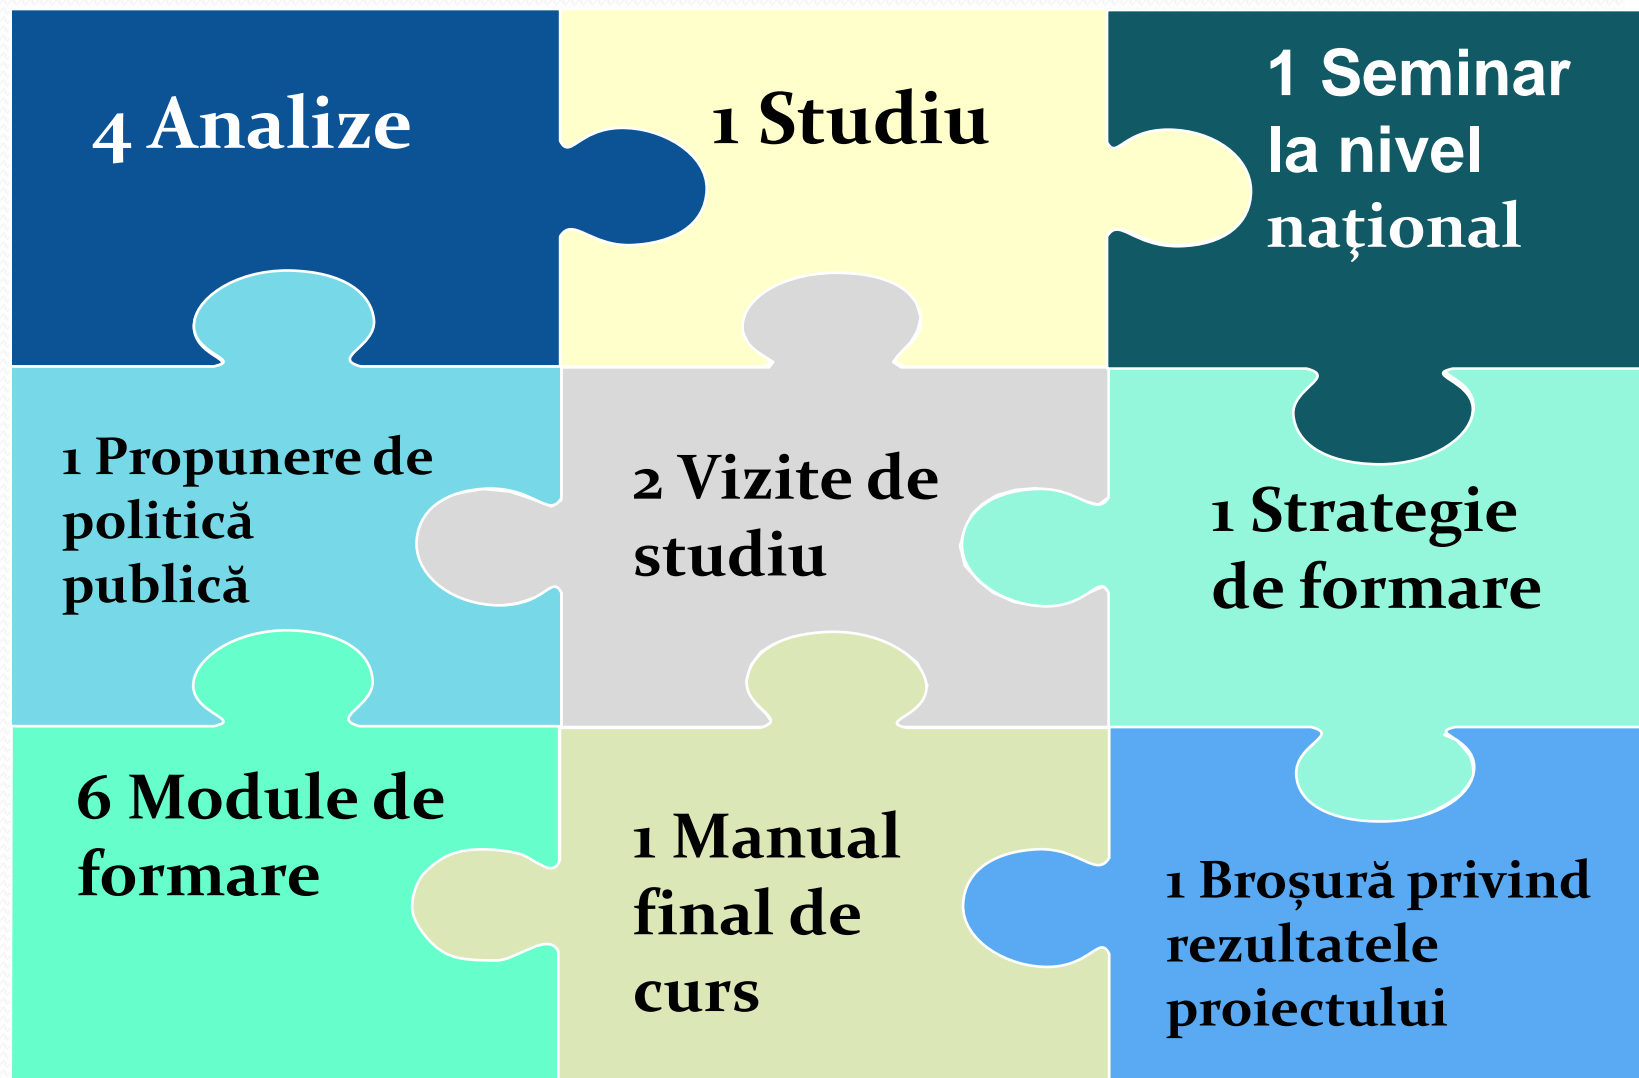 4 Analize
1 Studiu
1 Seminar
la nivel
naţional
1 Propunere de
politică
publică
2 Vizite de
studiu
1 Strategie
de formare
6 Module de
formare
1 Manual
final de
curs
1 Broșură privind
rezultatele
proiectului